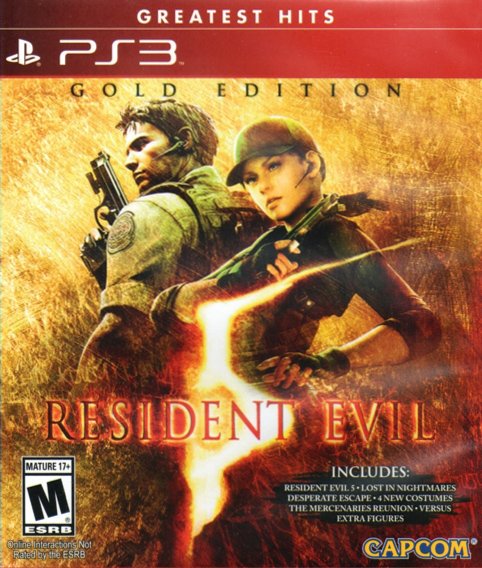 GREATEST HITS
PS3
GOLD EDITION
5
RESIDENT EVIL
MATURE 17+
M
ESRB
Online Interactions Not
Rated by the ESRB
INCLUDES:
RESIDENT EVIL 5 • LOST IN NIGHTMARES
DESPERATE ESCAPE • 4 NEW COSTUMES
THE MERCENARIES REUNION • VERSUS
EXTRA FIGURES
CAPCOM